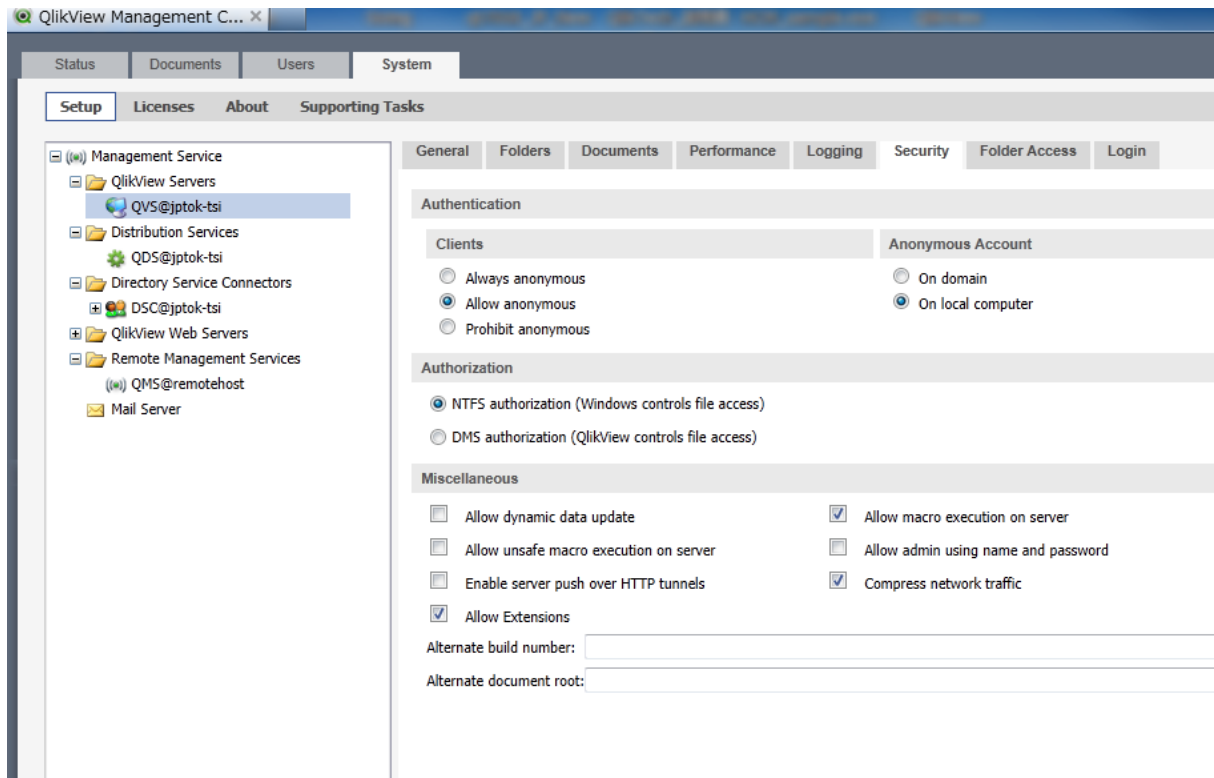 QlikView Management C... ×
Status Documents Users System
Setup Licenses About Supporting Tasks
Management Service
QlikView Servers
QVS@jptok-tsi
Distribution Services
QDS@jptok-tsi
Directory Service Connectors
DSC@jptok-tsi
QlikView Web Servers
Remote Management Services
QMS@remotehost
Mail Server
General Folders Documents Performance Logging Security Folder Access Login
Authentication
Clients
Always anonymous
Allow anonymous
Prohibit anonymous
Anonymous Account
On domain
On local computer
Authorization
NTFS authorization (Windows controls file access)
DMS authorization (QlikView controls file access)
Miscellaneous
Allow dynamic data update
Allow macro execution on server
Allow unsafe macro execution on server
Allow admin using name and password
Enable server push over HTTP tunnels
Compress network traffic
Allow Extensions
Alternate build number:
Alternate document root: